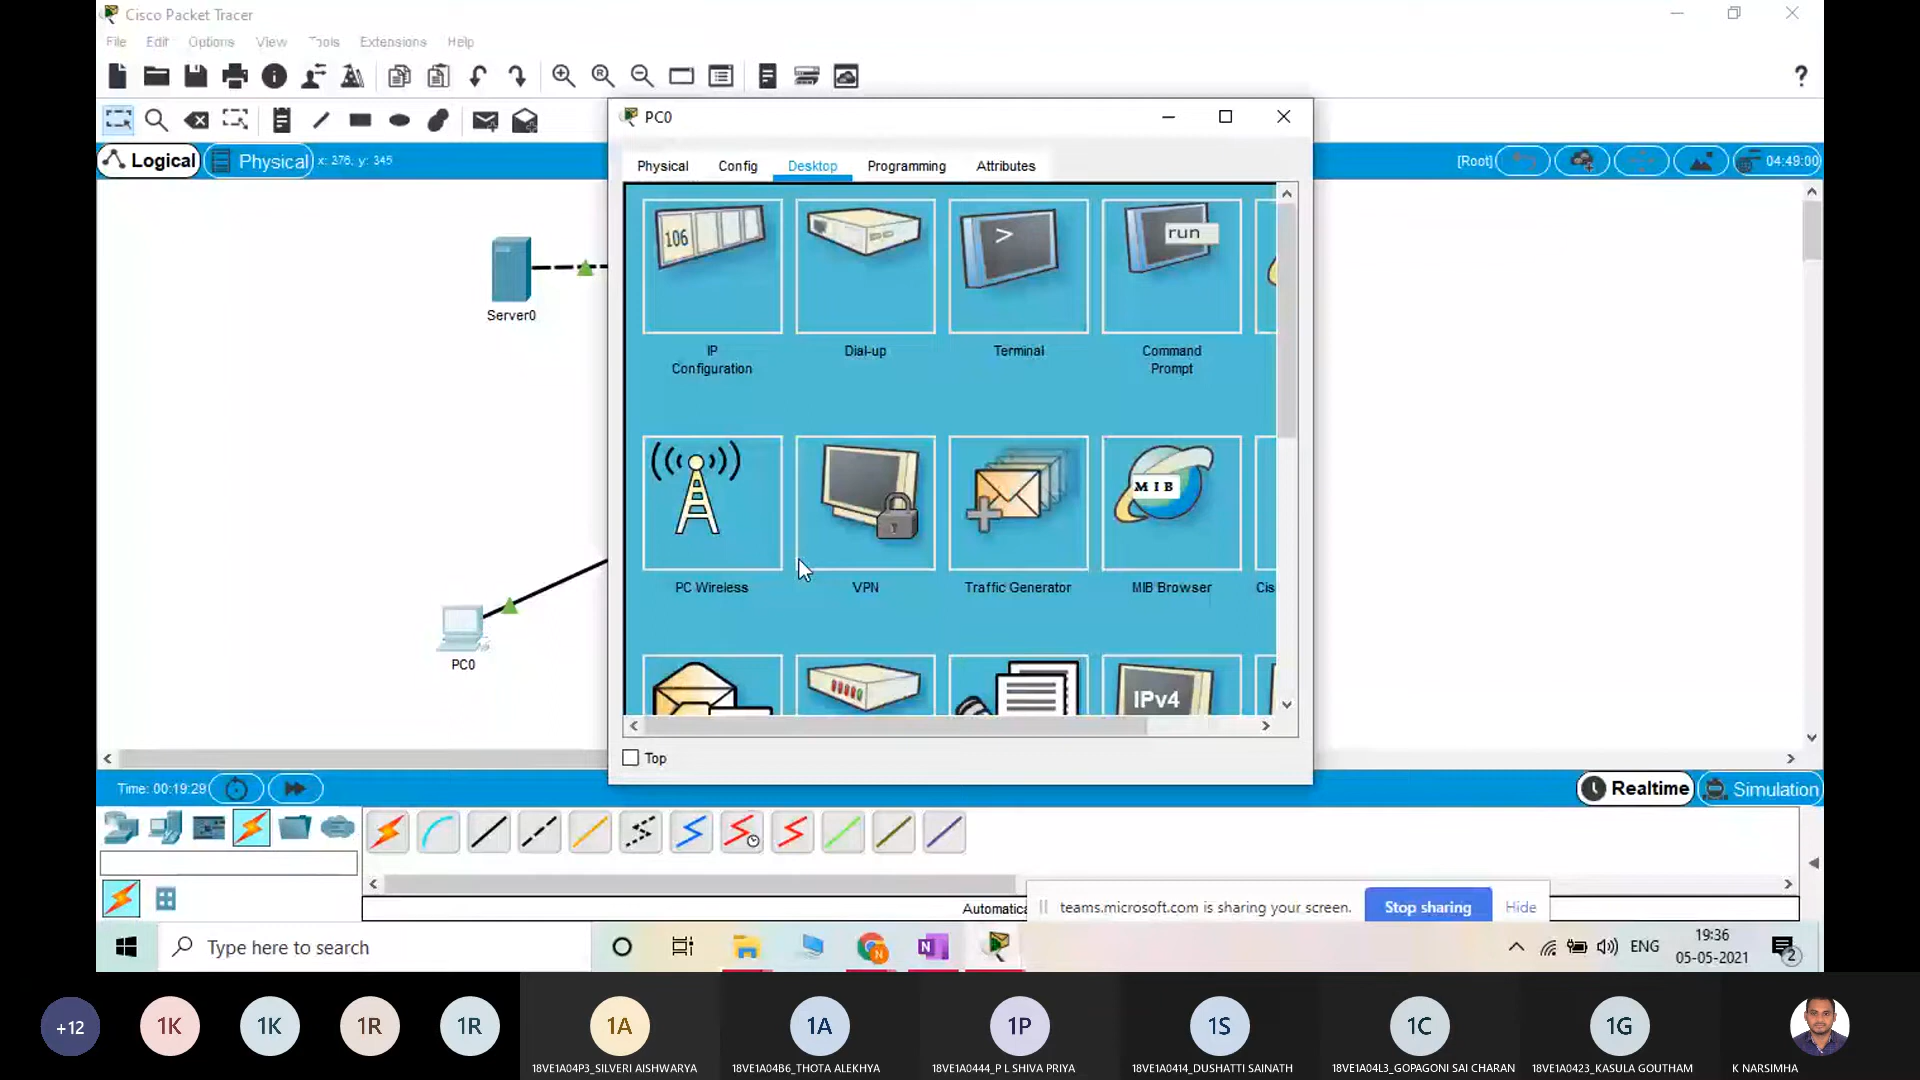 Cisco Packet Tracer
File Edit Options View Tools Extensions Help
?
PC0
Logical Physical x: 276, y: 345
[Root] 04:49:00
Physical Config Desktop Programming Attributes
106
>
run
IP
Configuration
Dial-up
Terminal
Command
Prompt
MIB
PC Wireless
VPN
Traffic Generator
MIB Browser
Cis
IPv4
Top
Server0
PC0
Time: 00:19:29
Realtime Simulation
Automatica
teams.microsoft.com is sharing your screen. Stop sharing Hide
Type here to search
N
N
ENG
19:36
05-05-2021
2
+12 1K 1K 1R 1R 1A 1A 1P 1S 1C 1G
18VE1A04P3_SILVERI AISHWARYA 18VE1A04B6_THOTA ALEKHYA 18VE1A0444_P L SHIVA PRIYA 18VE1A0414_DUSHATTI SAINATH 18VE1A04L3_GOPAGONI SAI CHARAN 18VE1A0423_KASULA GOUTHAM K NARSIMHA